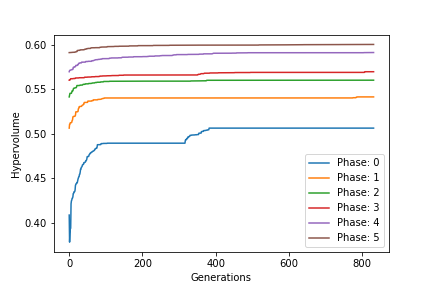 0.60
0.55
0.50
0.45
0.40
Hypervolume
0
200
400
600
800
Generations
Phase: 0
Phase: 1
Phase: 2
Phase: 3
Phase: 4
Phase: 5